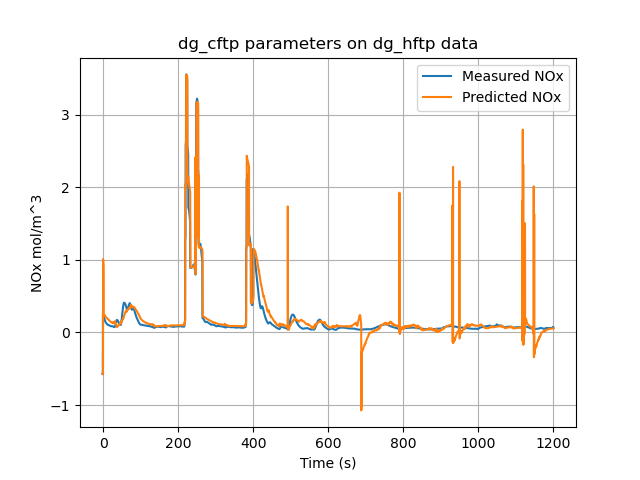 dg_cftp parameters on dg_hftp data
Measured NOx
Predicted NOx
NOx mol/m^3
3
2
1
0
−1
0 200 400 600 800 1000 1200
Time (s)